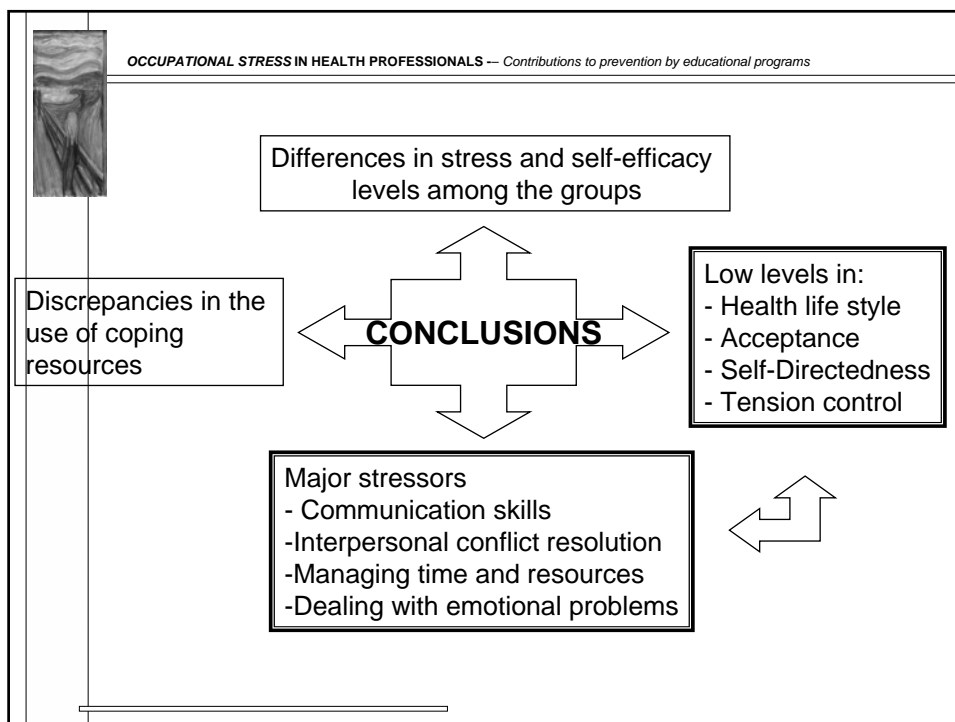 OCCUPATIONAL STRESS IN HEALTH PROFESSIONALS -– Contributions to prevention by educational programs
Differences in stress and self-efficacy
levels among the groups
Discrepancies in the
use of coping
resources
CONCLUSIONS
Low levels in:
- Health life style
- Acceptance
- Self-Directedness
- Tension control
Major stressors
- Communication skills
-Interpersonal conflict resolution
-Managing time and resources
-Dealing with emotional problems